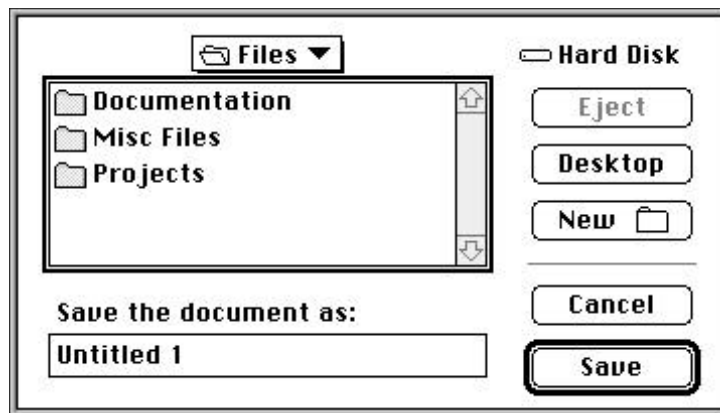 Files
Hard Disk
Documentation
Misc Files
Projects
Eject
Desktop
New
Save the document as:
Untitled 1
Cancel
Save